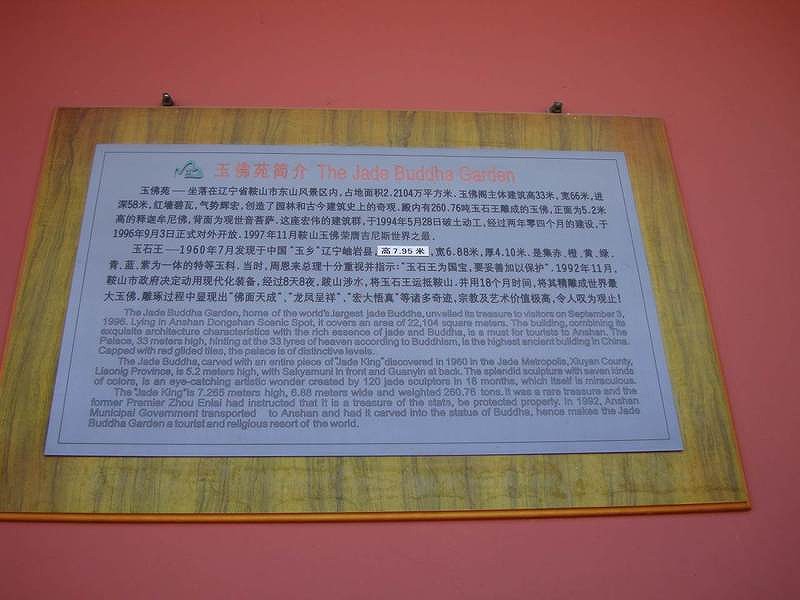 玉佛苑简介 The Jade Buddha Garden
玉佛苑 — 坐落在辽宁省鞍山市东山风景区内，占地面积2.2104万平方米．玉佛阁主体建筑高33米，宽66米，进
深58米，红墙碧瓦，气势辉宏，创造了园林和古今建筑史上的奇观．殿内有260.76吨玉石王雕成的玉佛，正面为5.2米
高的释迦牟尼佛，背面为观世音菩萨．这座宏伟的建筑群，于1994年5月28日破土动工，经过两年零四个月的建设，于
1996年9月3日正式对外开放．1997年11月鞍山玉佛荣膺吉尼斯世界之最．
玉石王 — 1960年7月发现于中国“玉乡”辽宁岫岩县，高7.95米，宽6.88米，厚4.10米．是集赤、橙、黄、绿、
青、蓝、紫为一体的特等玉料．当时，周恩来总理十分重视并指示：“玉石王为国宝，要妥善加以保护”．1992年11月，
鞍山市政府决定动用现代化装备，经过8天8夜，跋山涉水，将玉石王运抵鞍山．并用18个月时间，将其精雕成世界最
大玉佛．雕琢过程中显现出“佛面天成”、“龙凤呈祥”、“宏大悟真”等诸多奇迹，宗教及艺术价值极高，令人叹为观止！
The Jade Buddha Garden, home of the world's largest jade Buddha, unveiled its treasure to visitors on September 3,
1996. Lying in Anshan Dongshan Scenic Spot, it covers an area of 22,104 square meters. The building, combining its
exquisite architecture characteristics with the rich essence of jade and Buddha, is a must for tourists to Anshan. The
Palace, 33 meters high, hinting at the 33 lyres of heaven according to Buddhism, is the highest ancient building in China.
Capped with red glided tiles, the palace is of distinctive levels.
The Jade Buddha, carved with an entire piece of "Jade King" discovered in 1960 in the Jade Metropolis, Xiuyan County,
Liaonig Province, is 5.2 meters high, with Sakyamuni in front and Guanyin at back. The splendid sculpture with seven kinds
of colors, is an eye-catching artistic wonder created by 120 jade sculptors in 18 months, which itself is miraculous.
The "Jade King" is 7.265 meters high, 6.88 meters wide and weighted 260.76 tons. It was a rare treasure and the
former Premier Zhou Enlai had instructed that it is a treasure of the state, be protected property. In 1992, Anshan
Municipal Government transported to Anshan and had it carved into the statue of Buddha, hence makes the Jade
Buddha Garden a tourist and religious resort of the world.